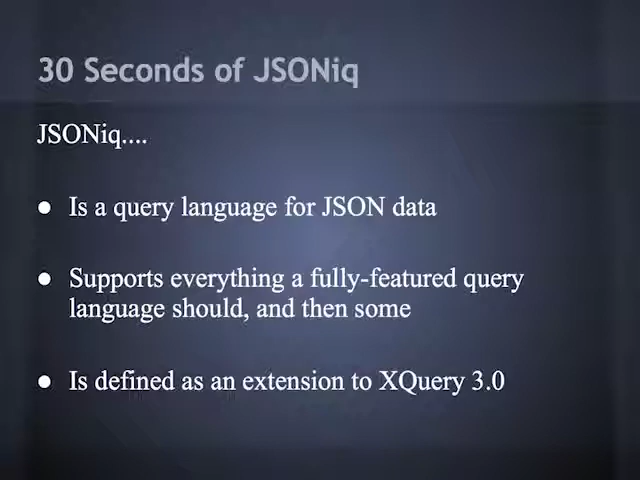 30 Seconds of JSONiq
JSONiq....
● Is a query language for JSON data
● Supports everything a fully-featured query
language should, and then some
● Is defined as an extension to XQuery 3.0